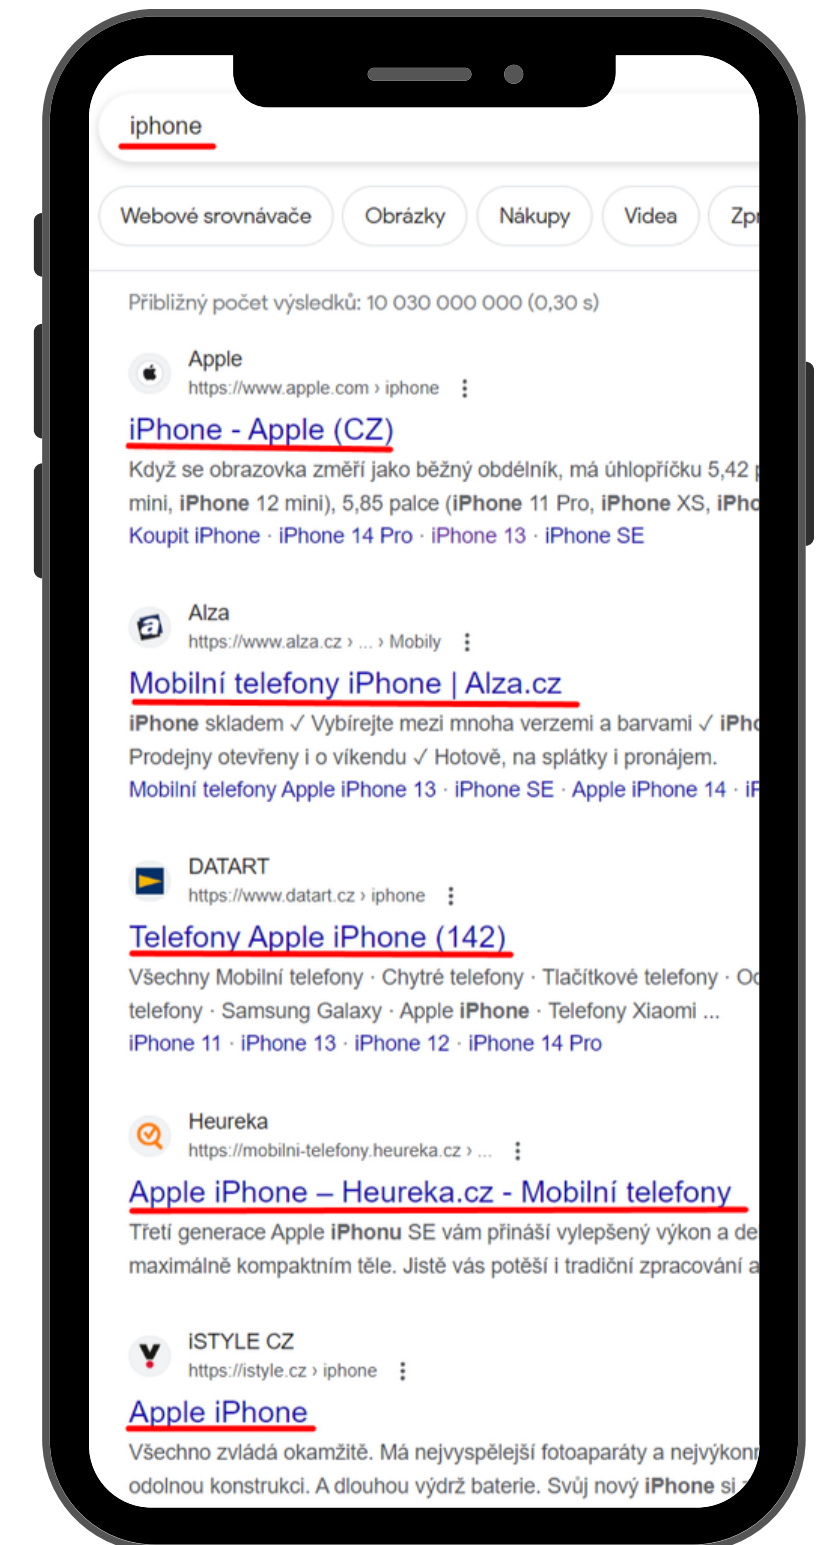 iphone
Webové srovnávače Obrázky Nákupy Videa
Přibližný počet výsledků: 10 030 000 000 (0,30 s)
Apple
https://www.apple.com › iphone
iPhone - Apple (CZ)
Když se obrazovka změří jako běžný obdélník, má úhlopříčku 5,42
mini, iPhone 12 mini), 5,85 palce (iPhone 11 Pro, iPhone XS,
Koupit iPhone · iPhone 14 Pro · iPhone 13 · iPhone SE
Alza
https://www.alza.cz › ... › Mobily
Mobilní telefony iPhone | Alza.cz
iPhone skladem ✓ Vybírejte mezi mnoha verzemi a barvami ✓
Prodejny otevřeny i o víkendu ✓ Hotově, na splátky i pronájem.
Mobilní telefony Apple iPhone 13 · iPhone SE · Apple iPhone 14 ·
DATART
https://www.datart.cz › iphone
Telefony Apple iPhone (142)
Všechny Mobilní telefony · Chytré telefony · Tlačítkové telefony ·
telefony · Samsung Galaxy · Apple iPhone · Telefony Xiaomi ...
iPhone 11 · iPhone 13 · iPhone 12 · iPhone 14 Pro
Heureka
https://mobilni-telefony.heureka.cz › ...
Apple iPhone – Heureka.cz - Mobilní telefony
Třetí generace Apple iPhonu SE vám přináší vylepšený výkon a
maximálně kompaktním těle. Jistě vás potěší i tradiční zpracování a
iSTYLE CZ
https://istyle.cz › iphone
Apple iPhone
Všechno zvládá okamžitě. Má nejvyspělejší fotoaparáty a
odolnou konstrukci. A dlouhou výdrž baterie. Svůj nový iPhone si